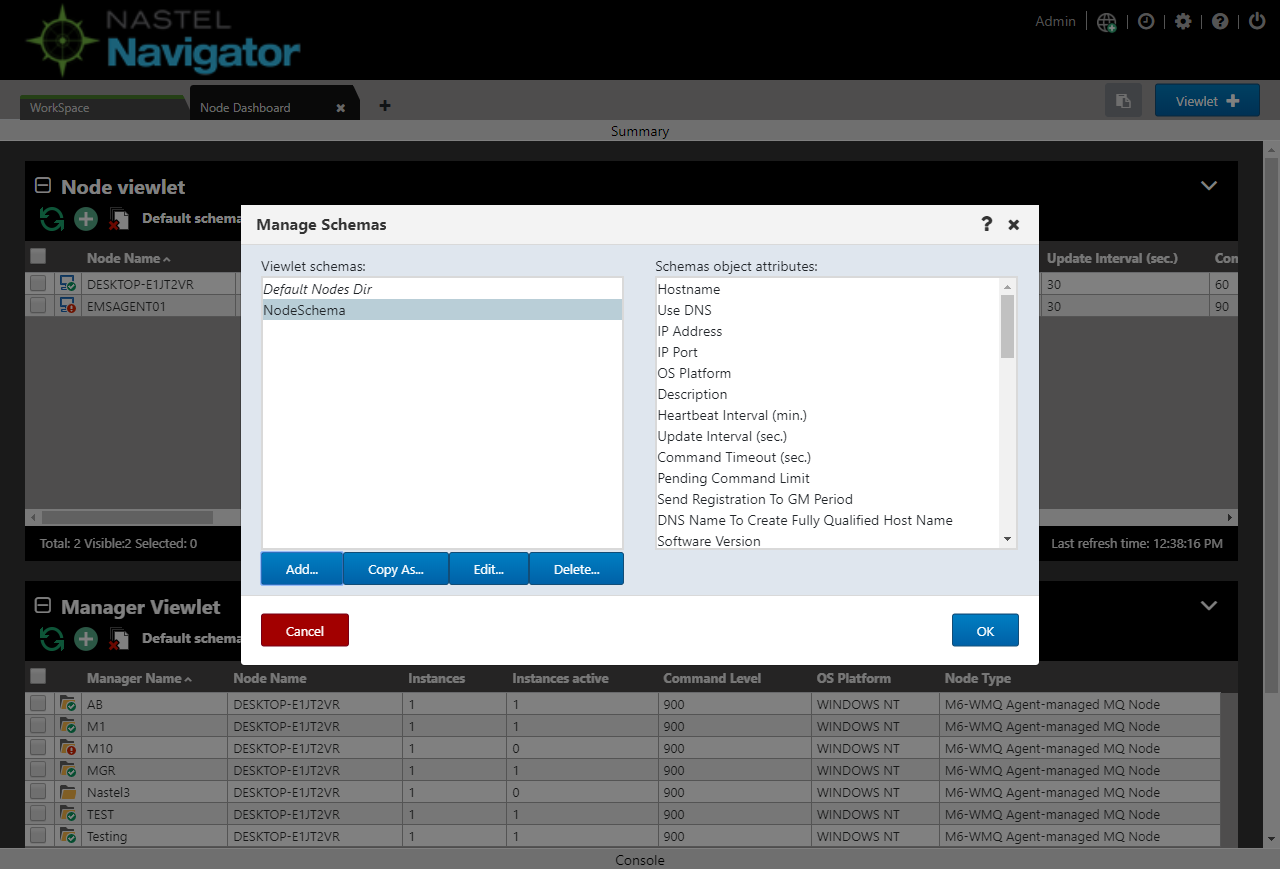 NASTEL
Navigator
Admin
WorkSpace
Node Dashboard
Viewlet
Summary
Node viewlet
Default schema
Node Name
Update Interval (sec.)
Con
DESKTOP-E1JT2VR
30
60
EMSAGENT01
30
90
Total: 2 Visible:2 Selected: 0
Last refresh time: 12:38:16 PM
Manage Schemas
?
Viewlet schemas:
Default Nodes Dir
NodeSchema
Add...
Copy As...
Edit...
Delete...
Schemas object attributes:
Hostname
Use DNS
IP Address
IP Port
OS Platform
Description
Heartbeat Interval (min.)
Update Interval (sec.)
Command Timeout (sec.)
Pending Command Limit
Send Registration To GM Period
DNS Name To Create Fully Qualified Host Name
Software Version
Cancel
OK
Manager Viewlet
Default schema
Manager Name Node Name Instances Instances active Command Level OS Platform Node Type
AB DESKTOP-E1JT2VR 1 1 900 WINDOWS NT M6-WMQ Agent-managed MQ Node
M1 DESKTOP-E1JT2VR 1 1 900 WINDOWS NT M6-WMQ Agent-managed MQ Node
M10 DESKTOP-E1JT2VR 1 0 900 WINDOWS NT M6-WMQ Agent-managed MQ Node
MGR DESKTOP-E1JT2VR 1 1 900 WINDOWS NT M6-WMQ Agent-managed MQ Node
Nastel3 DESKTOP-E1JT2VR 1 0 900 WINDOWS NT M6-WMQ Agent-managed MQ Node
TEST DESKTOP-E1JT2VR 1 1 900 WINDOWS NT M6-WMQ Agent-managed MQ Node
Testing DESKTOP-E1JT2VR 1 1 900 WINDOWS NT M6-WMQ Agent-managed MQ Node
Console